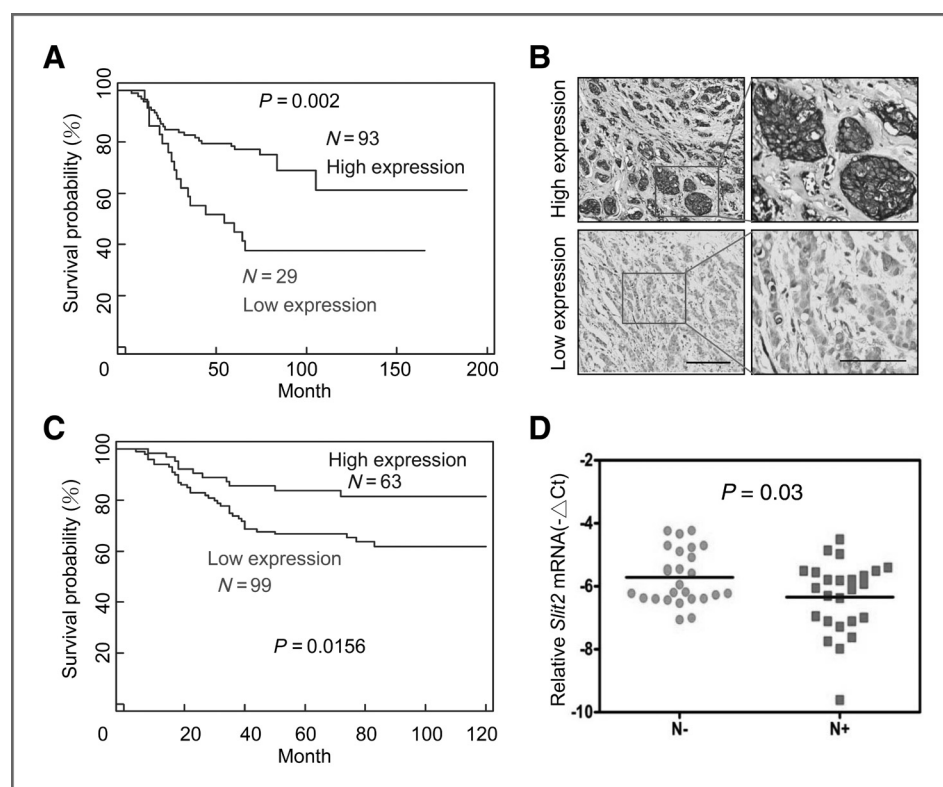 A
100
80
60
40
20
0
50
100
150
200
Survival probability (%)
Month
P = 0.002
N = 93
High expression
N = 29
Low expression
B
High expression
Low expression
C
100
80
60
40
20
0
20
40
60
80
100
120
Survival probability (%)
Month
High expression
N = 63
Low expression
N = 99
P = 0.0156
D
-2
-4
-6
-8
-10
Relative Slit2 mRNA(-△Ct)
P = 0.03
N-
N+